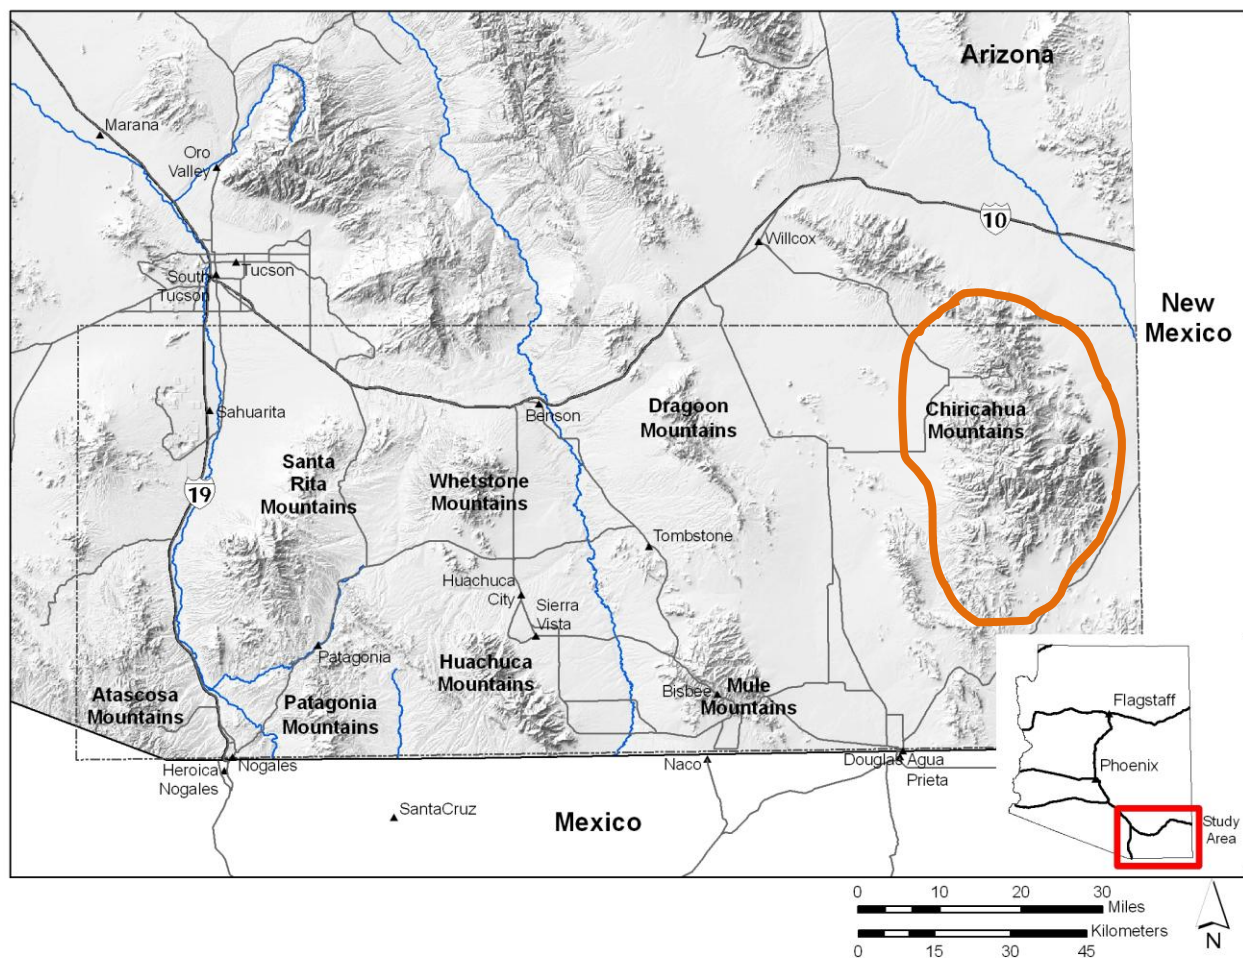 Arizona
Marana
Oro
Valley
10
Willcox
Tucson
South
Tucson
New
Mexico
Sahuarita
Benson
Dragoon
Mountains
Chiricahua
Mountains
Santa
Rita
Mountains
Whetstone
Mountains
19
Tombstone
Huachuca
City
Sierra
Vista
Patagonia
Huachuca
Mountains
Atascosa
Mountains
Patagonia
Mountains
Bisbee
Mule
Mountains
Flagstaff
Phoenix
Heroica
Nogales
Nogales
Naco
Douglas
Agua
Prieta
SantaCruz
Mexico
Study
Area
0 10 20 30
Miles
Kilometers
0 15 30 45
N